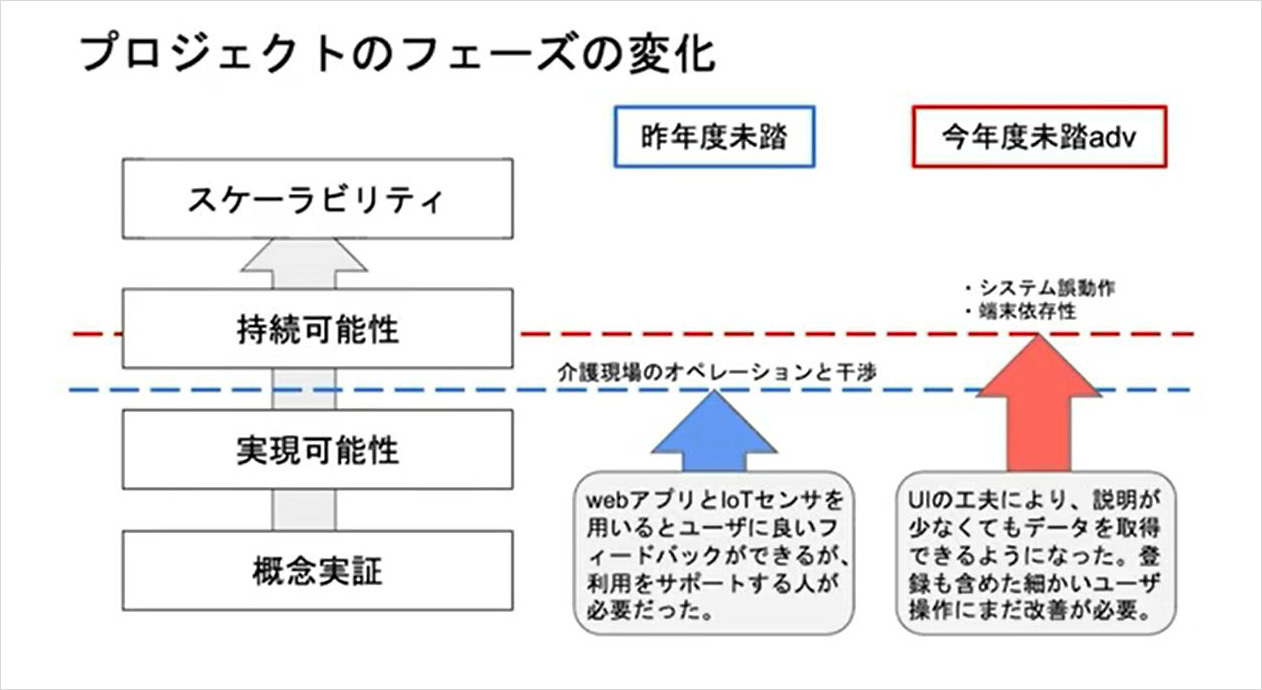 プロジェクトのフェーズの変化
昨年度未踏
今年度未踏adv
スケーラビリティ
持続可能性
実現可能性
概念実証
・システム誤動作
・端末依存性
介護現場のオペレーションと干渉
webアプリとIoTセンサを
用いるとユーザに良いフ
ィードバックができるが、
利用をサポートする人が
必要だった。
UIの工夫により、説明が
少なくてもデータを取得
できるようになった。登
録も含めた細かいユーザ
操作にまだ改善が必要。